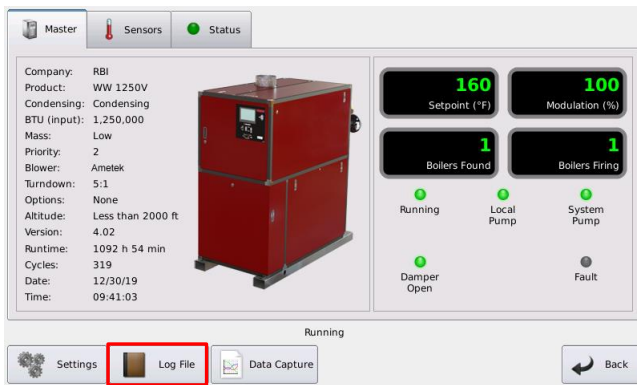 Master
Sensors
Status
Company: RBI
Product: WW 1250V
Condensing: Condensing
BTU (input): 1,250,000
Mass: Low
Priority: 2
Blower: Ametek
Turndown: 5:1
Options: None
Altitude: Less than 2000 ft
Version: 4.02
Runtime: 1092 h 54 min
Cycles: 319
Date: 12/30/19
Time: 09:41:03
160
Setpoint (°F)
100
Modulation (%)
1
Boilers Found
1
Boilers Firing
Running
Local
Pump
System
Pump
Damper
Open
Fault
Running
Settings
Log File
Data Capture
Back